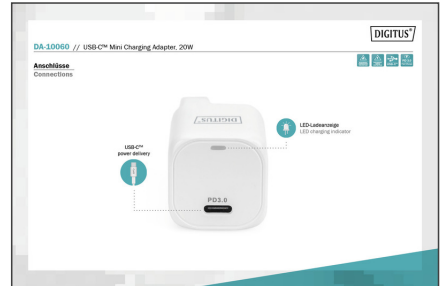 DIGITUS®
DA-10060 // USB-C™ Mini Charging Adapter, 20W
Anschlüsse
Connections
DIGITUS®
LED-Ladeanzeige
LED charging indicator
USB-C™
power delivery
PD3.0